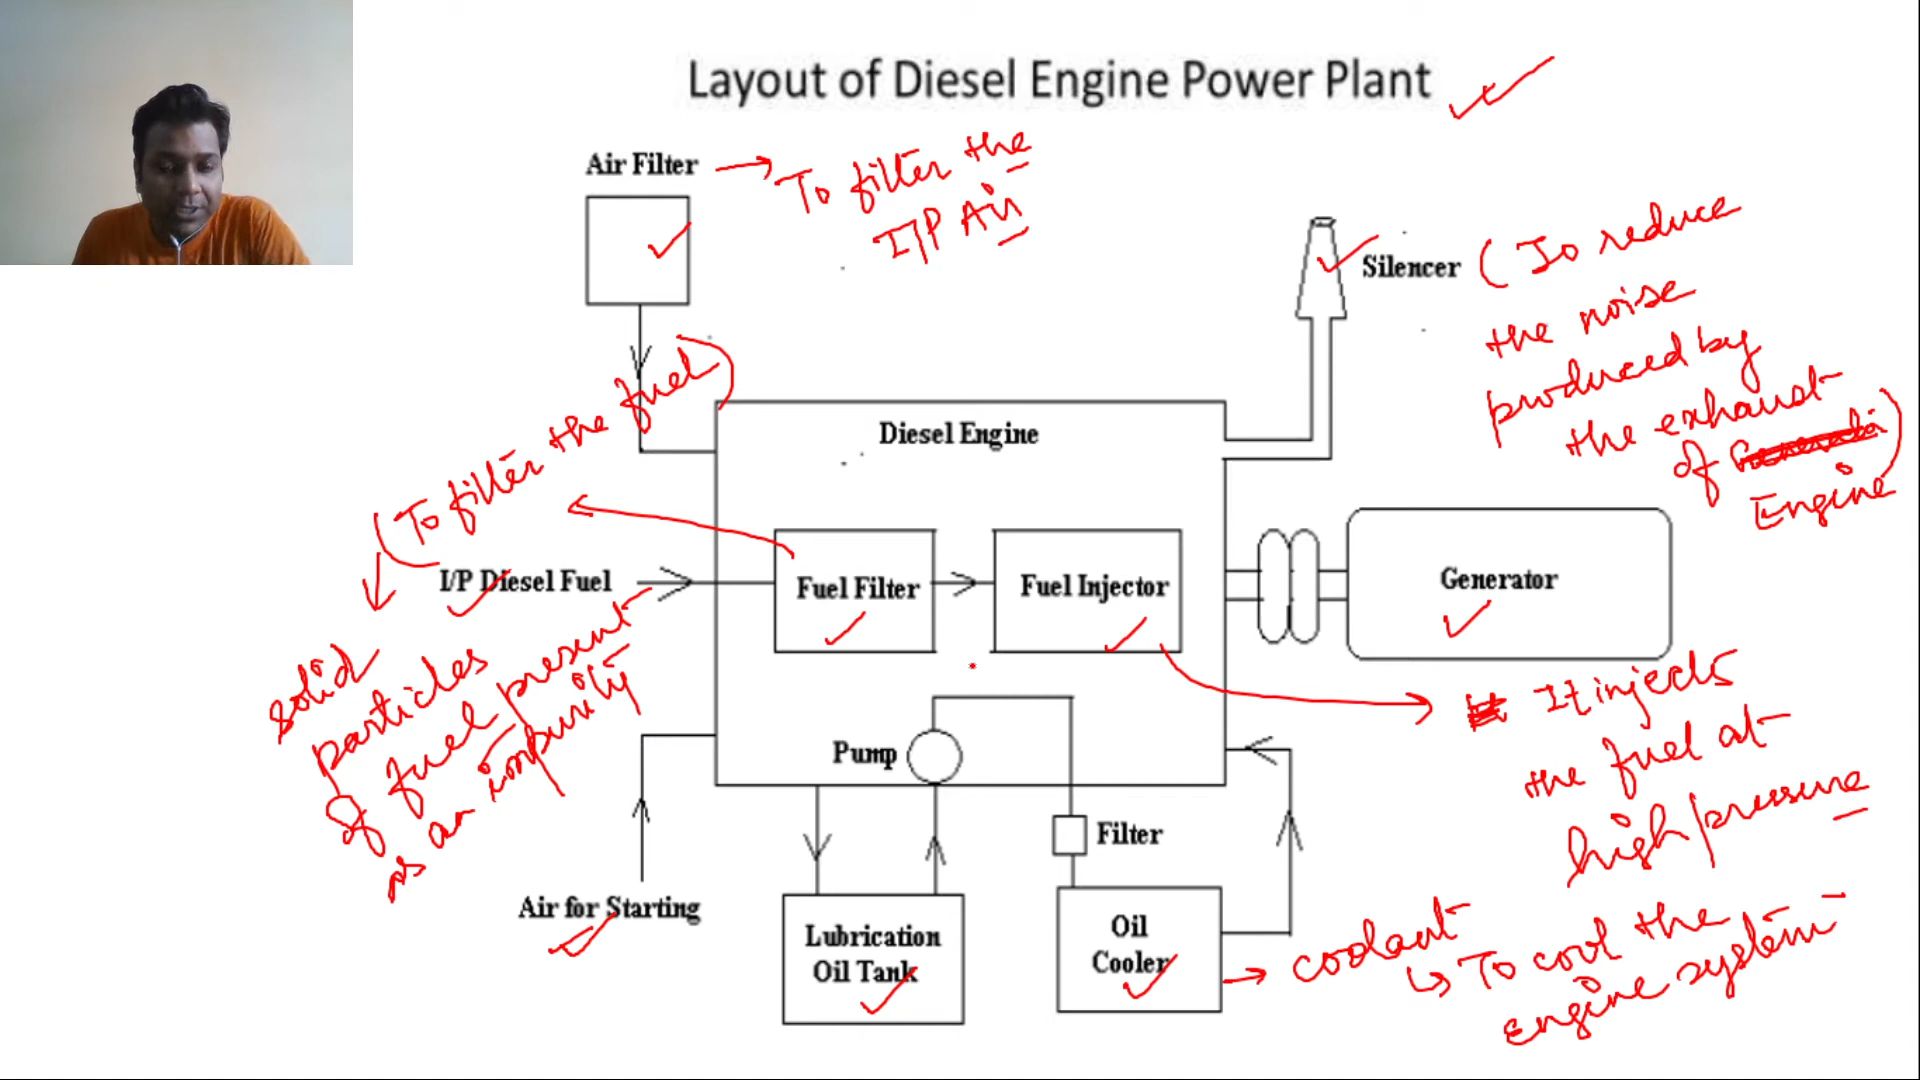 Layout of Diesel Engine Power Plant
Air Filter
To filter the
I/P Air
Silencer
(To reduce
the noise
produced by
the exhaust
of
Engine)
(To filter the fuel)
Diesel Engine
I/P Diesel Fuel
Fuel Filter
Fuel Injector
Generator
solid
particles
of fuel present
as an impurity
It injects
the fuel at
high pressure
Pump
Filter
Air for Starting
Lubrication
Oil Tank
Oil
Cooler
coolant
To cool the
engine system